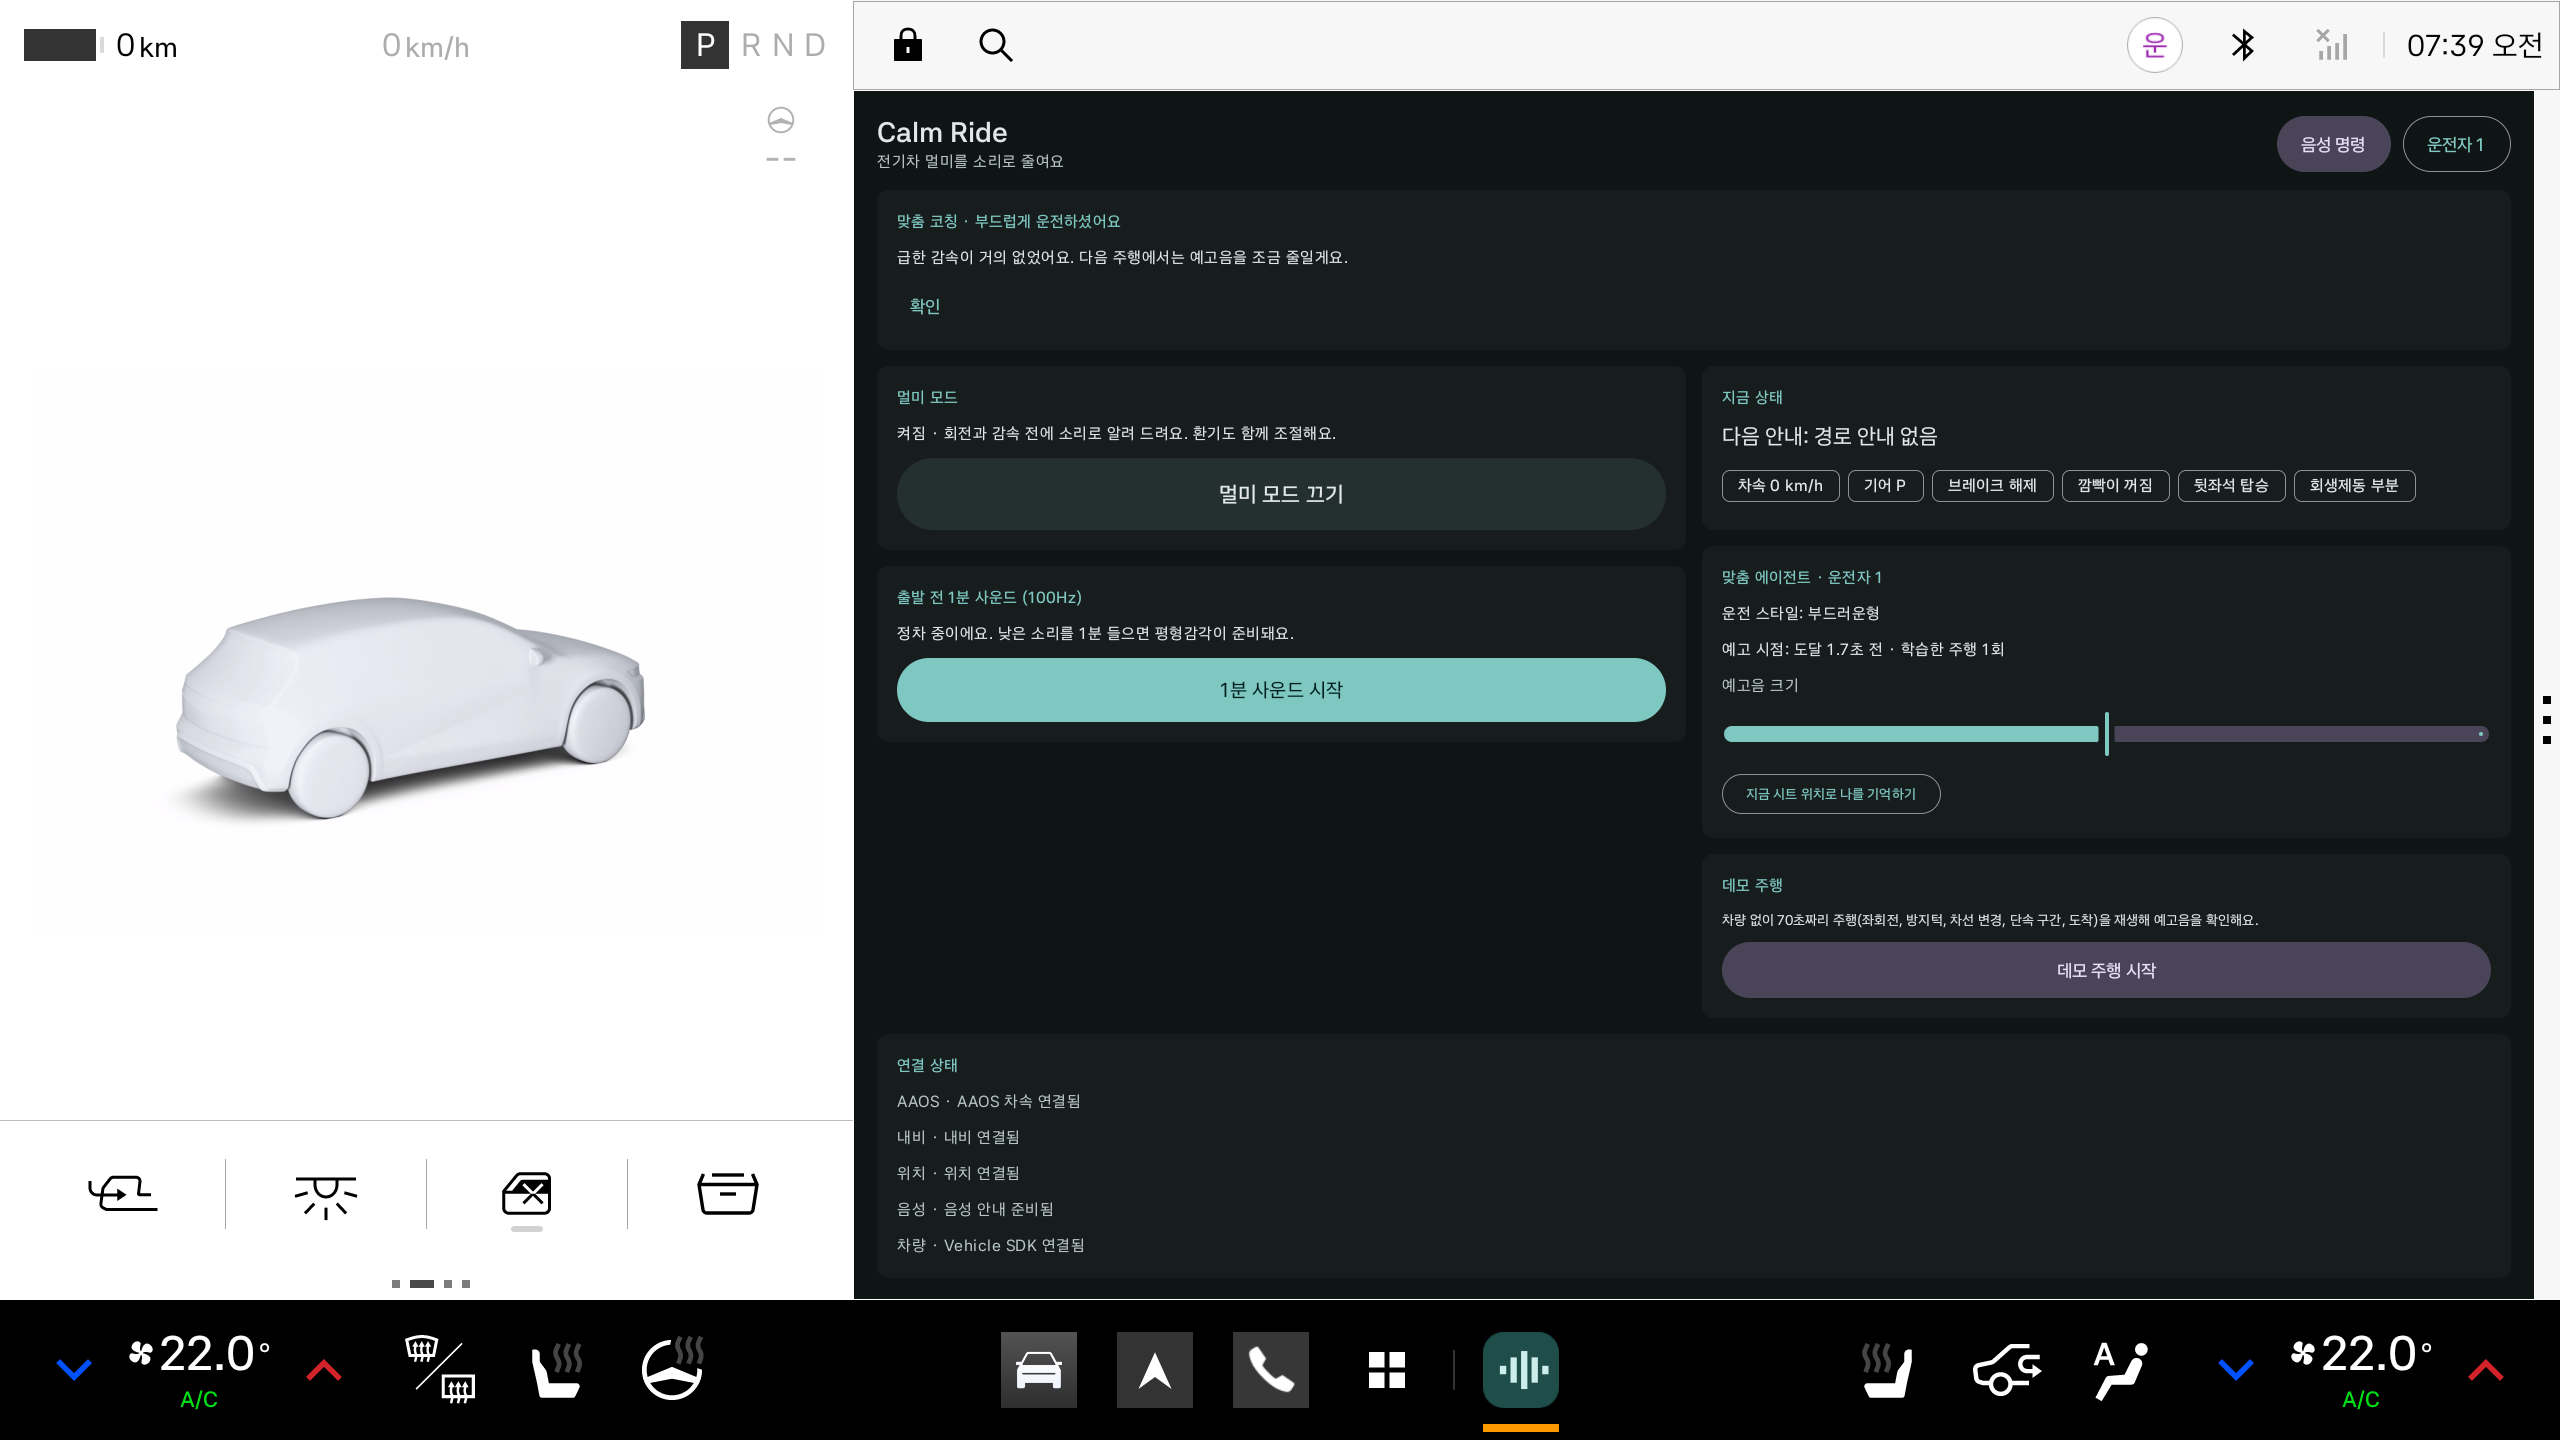 0 km
0 km/h
P R N D
운
07:39 오전
Calm Ride
전기차 멀미를 소리로 줄여요
음성 명령
운전자 1
맞춤 코칭 · 부드럽게 운전하셨어요
급한 감속이 거의 없었어요. 다음 주행에서는 예고음을 조금 줄일게요.
확인
멀미 모드
켜짐 · 회전과 감속 전에 소리로 알려 드려요. 환기도 함께 조절해요.
멀미 모드 끄기
출발 전 1분 사운드 (100Hz)
정차 중이에요. 낮은 소리를 1분 들으면 평형감각이 준비돼요.
1분 사운드 시작
지금 상태
다음 안내: 경로 안내 없음
차속 0 km/h
기어 P
브레이크 해제
깜빡이 꺼짐
뒷좌석 탑승
회생제동 부분
맞춤 에이전트 · 운전자 1
운전 스타일: 부드러운형
예고 시점: 도달 1.7초 전 · 학습한 주행 1회
예고음 크기
지금 시트 위치로 나를 기억하기
데모 주행
차량 없이 70초짜리 주행(좌회전, 방지턱, 차선 변경, 단속 구간, 도착)을 재생해 예고음을 확인해요.
데모 주행 시작
연결 상태
AAOS · AAOS 차속 연결됨
내비 · 내비 연결됨
위치 · 위치 연결됨
음성 · 음성 안내 준비됨
차량 · Vehicle SDK 연결됨
22.0°
A/C
A
22.0°
A/C